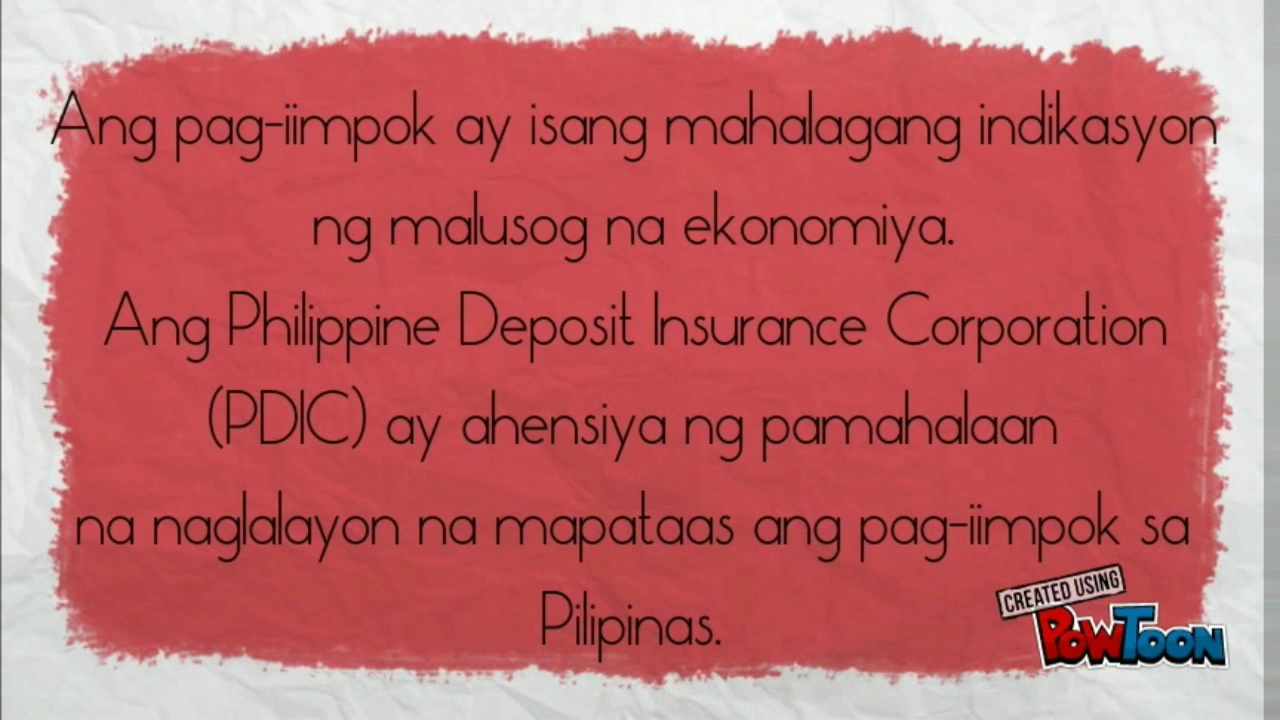 Ang pag-iimpok ay isang mahalagang indikasyon
ng malusog na ekonomiya.
Ang Philippine Deposit Insurance Corporation
(PDIC) ay ahensiya ng pamahalaan
na naglalayon na mapataas ang pag-iimpok sa
Pilipinas.
CREATED USING
POWTOON